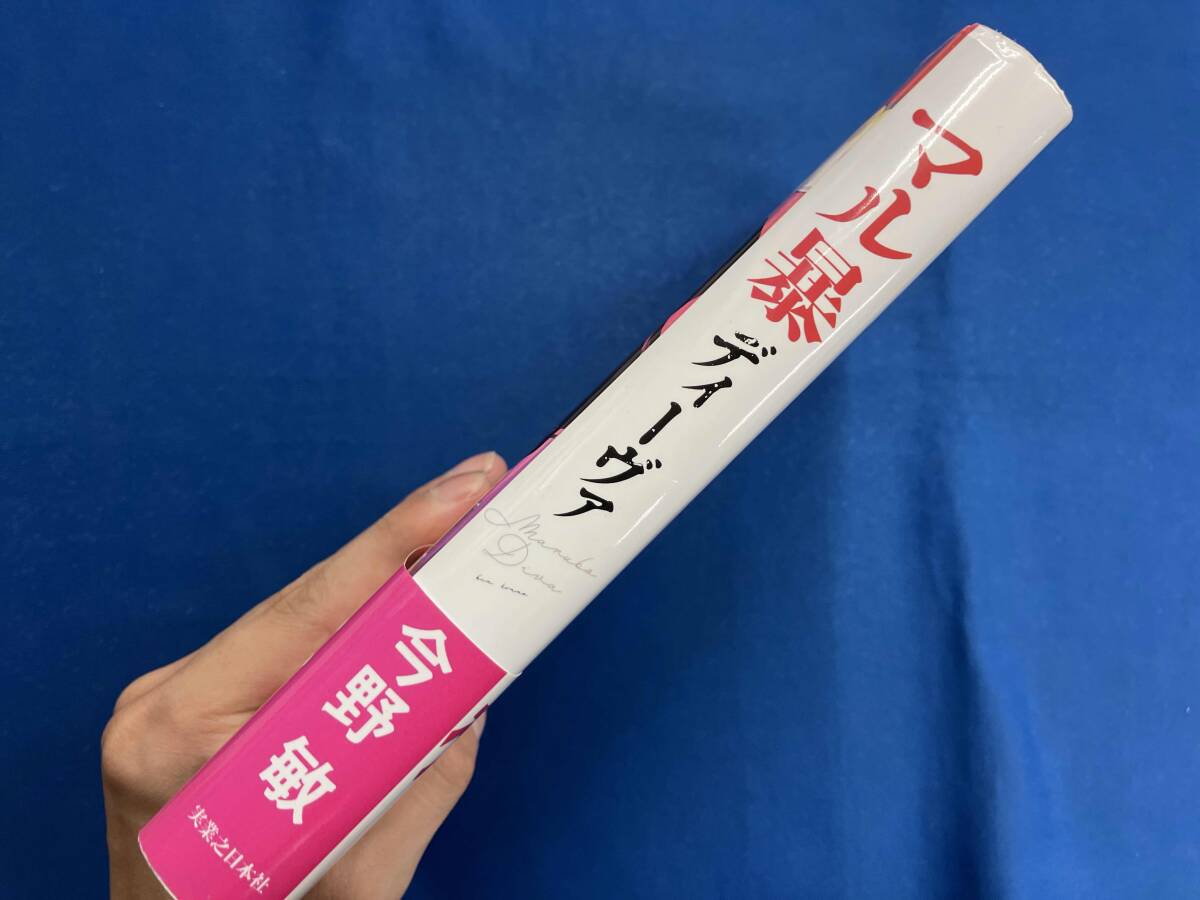 マル暴
ディーヴァ
Marubo
Diva
今野敏
実業之日本社